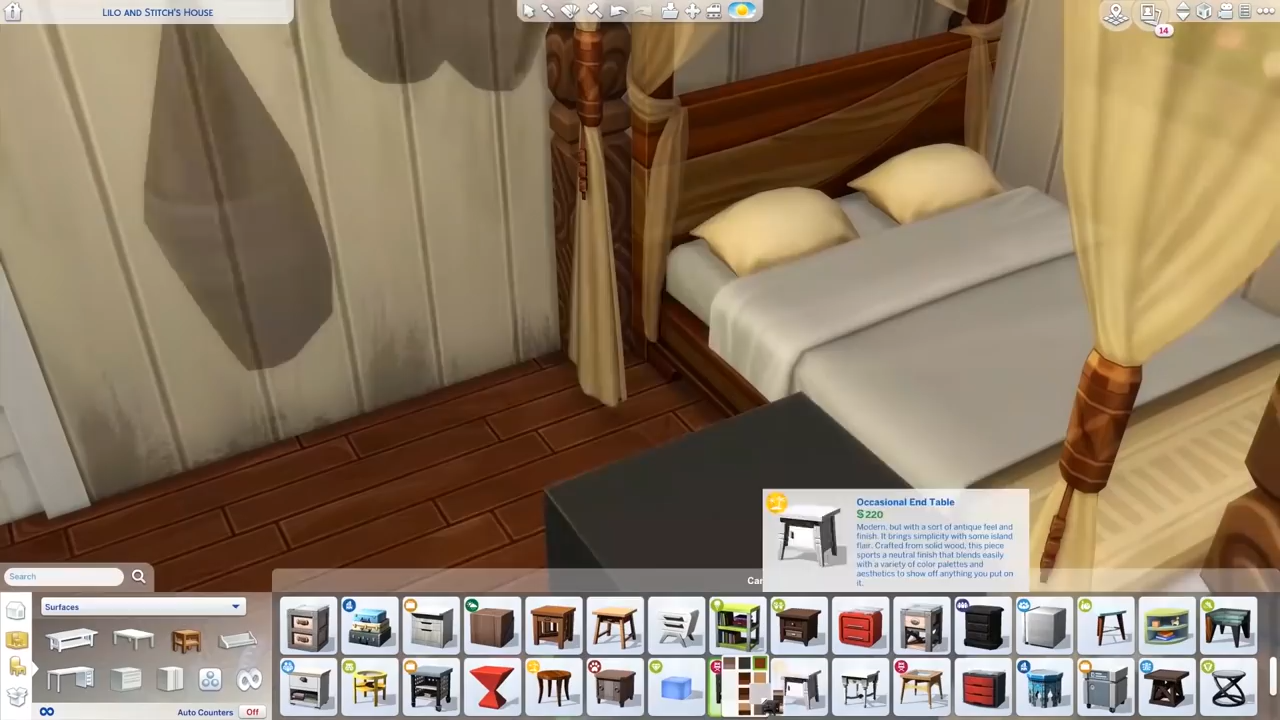 LILO AND STITCH'S HOUSE
14
Occasional End Table
$220
Modern, but with a sort of antique feel and
finish. It brings simplicity with some island
flair. Crafted from solid wood, this piece
sports a neutral finish that blends easily
with a variety of color palettes and
aesthetics to show off anything you put on
it.
Search
Surfaces
Auto Counters
Off